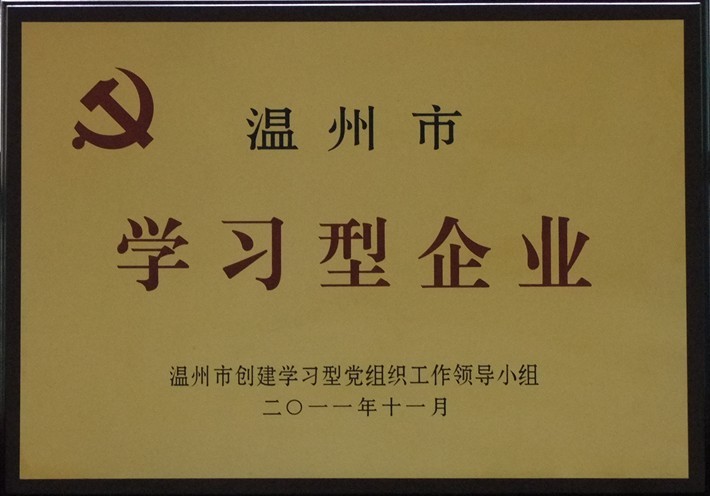 温州市
学习型企业
温州市创建学习型党组织工作领导小组
二〇一一年十一月